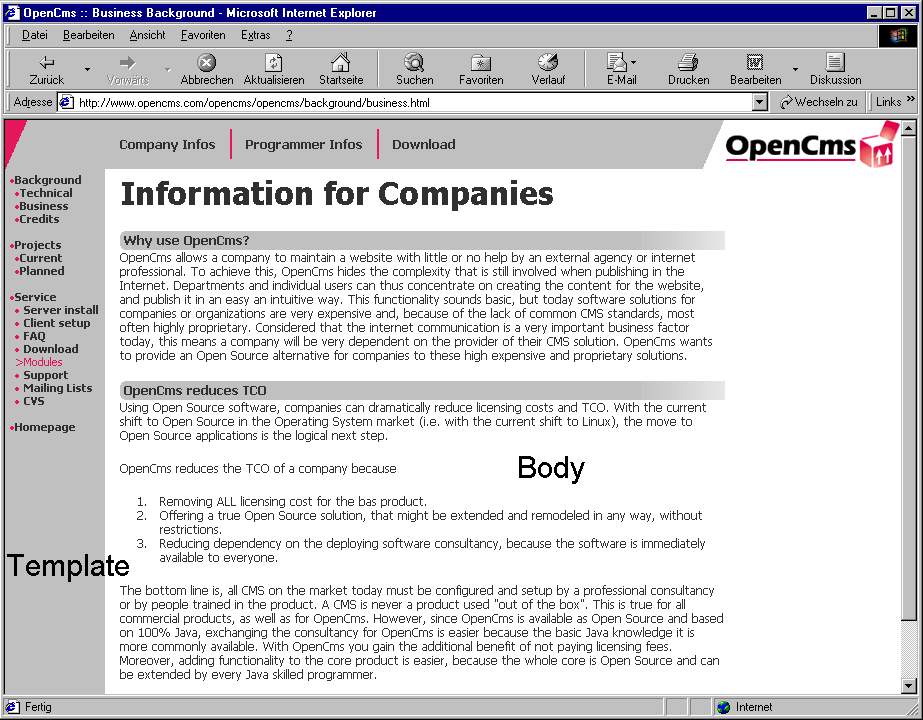 OpenCms :: Business Background - Microsoft Internet Explorer
Datei Bearbeiten Ansicht Favoriten Extras ?
Zurück Vorwärts Abbrechen Aktualisieren Startseite Suchen Favoriten Verlauf E-Mail Drucken Bearbeiten Diskussion
Adresse http://www.opencms.com/opencms/opencms/background/business.html Wechseln zu Links »
Company Infos Programmer Infos Download OpenCms
Background
Technical
Business
Credits
Projects
Current
Planned
Service
Server install
Client setup
FAQ
Download
>Modules
Support
Mailing Lists
CVS
Homepage
Template
Information for Companies
Why use OpenCms?
OpenCms allows a company to maintain a website with little or no help by an external agency or internet
professional. To achieve this, OpenCms hides the complexity that is still involved when publishing in the
Internet. Departments and individual users can thus concentrate on creating the content for the website,
and publish it in an easy an intuitive way. This functionality sounds basic, but today software solutions for
companies or organizations are very expensive and, because of the lack of common CMS standards, most
often highly proprietary. Considered that the internet communication is a very important business factor
today, this means a company will be very dependent on the provider of their CMS solution. OpenCms wants
to provide an Open Source alternative for companies to these high expensive and proprietary solutions.
OpenCms reduces TCO
Using Open Source software, companies can dramatically reduce licensing costs and TCO. With the current
shift to Open Source in the Operating System market (i.e. with the current shift to Linux), the move to
Open Source applications is the logical next step.
OpenCms reduces the TCO of a company because
Body
1. Removing ALL licensing cost for the bas product.
2. Offering a true Open Source solution, that might be extended and remodeled in any way, without
restrictions.
3. Reducing dependency on the deploying software consultancy, because the software is immediately
available to everyone.
The bottom line is, all CMS on the market today must be configured and setup by a professional consultancy
or by people trained in the product. A CMS is never a product used "out of the box". This is true for all
commercial products, as well as for OpenCms. However, since OpenCms is available as Open Source and based
on 100% Java, exchanging the consultancy for OpenCms is easier because the basic Java knowledge it is
more commonly available. With OpenCms you gain the additional benefit of not paying licensing fees.
Moreover, adding functionality to the core product is easier, because the whole core is Open Source and can
be extended by every Java skilled programmer.
Fertig Internet